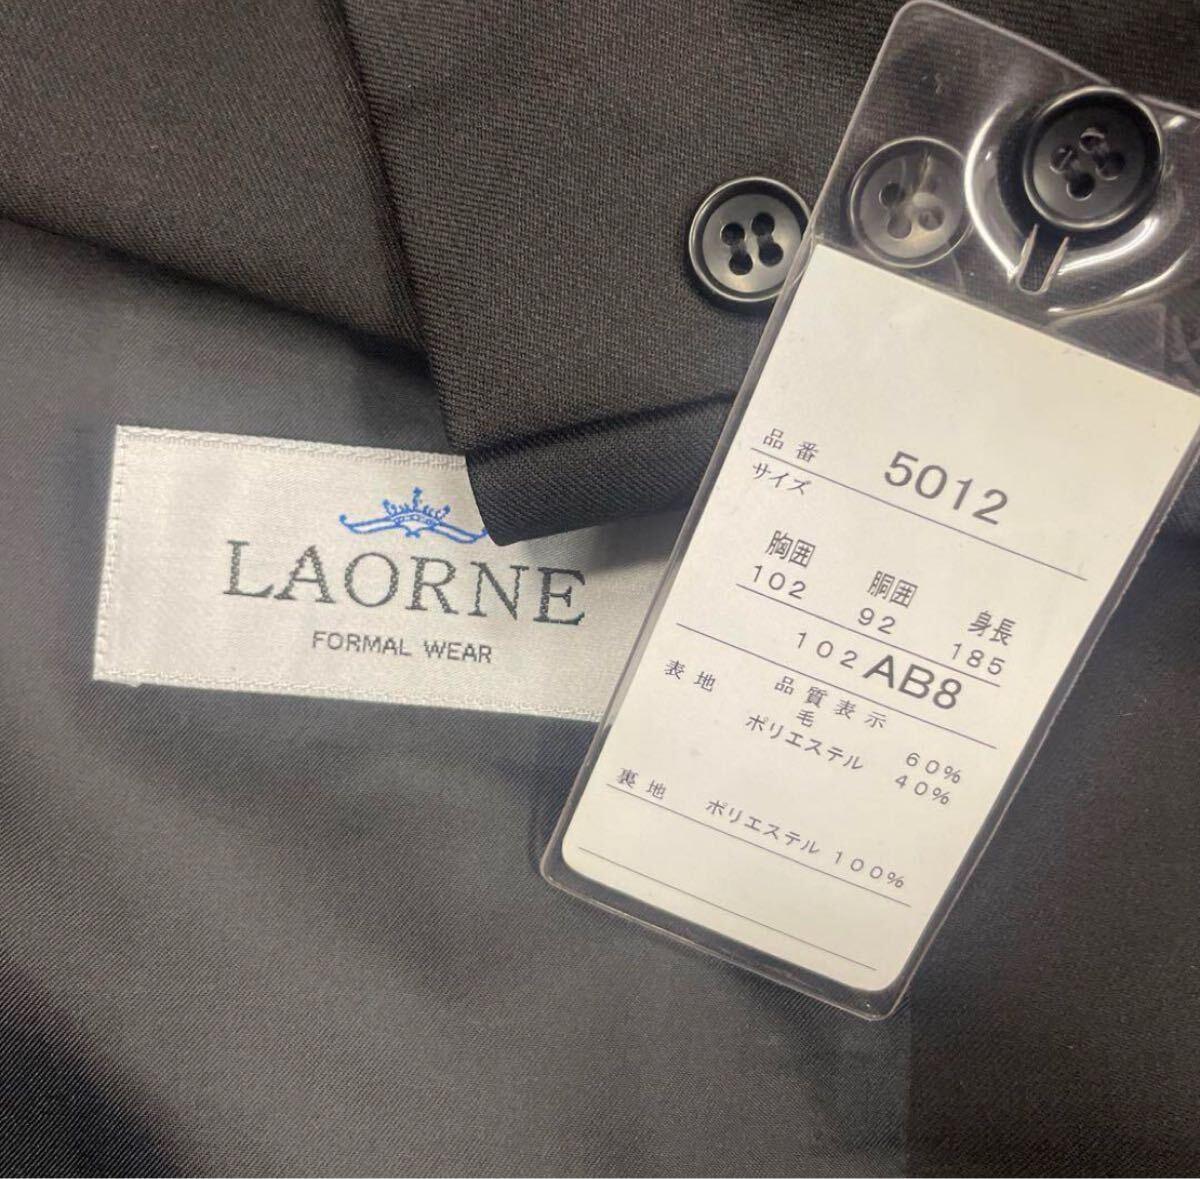 LAORNE
FORMAL WEAR
品番 5012
サイズ
胸囲 胴囲 身長
102 92 185
102 AB8
品質表示
表地 毛 60%
ポリエステル 40%
裏地 ポリエステル 100%